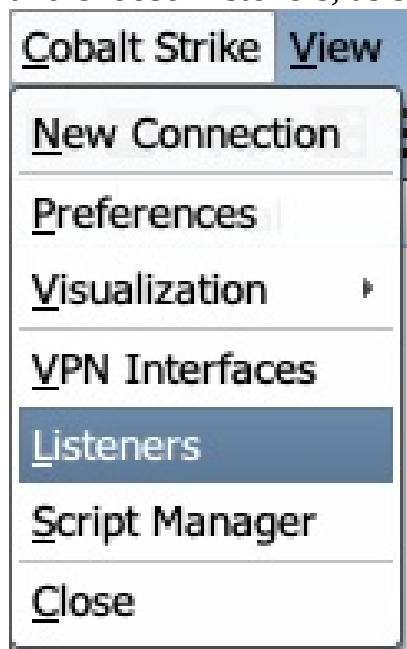 Cobalt Strike View
New Connection
Preferences
Visualization
VPN Interfaces
Listeners
Script Manager
Close